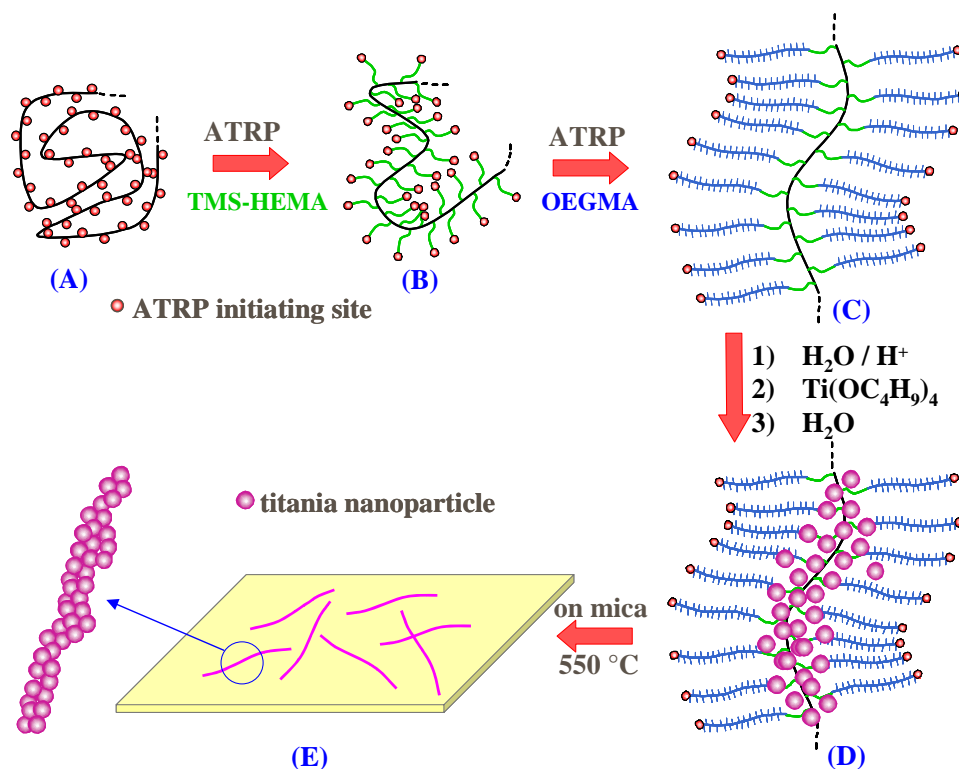 ATRP
TMS-HEMA
ATRP
OEGMA
(A)
(B)
(C)
ATRP initiating site
1) H₂O / H⁺
2) Ti(OC₄H₉)₄
3) H₂O
titania nanoparticle
on mica
550 °C
(E)
(D)